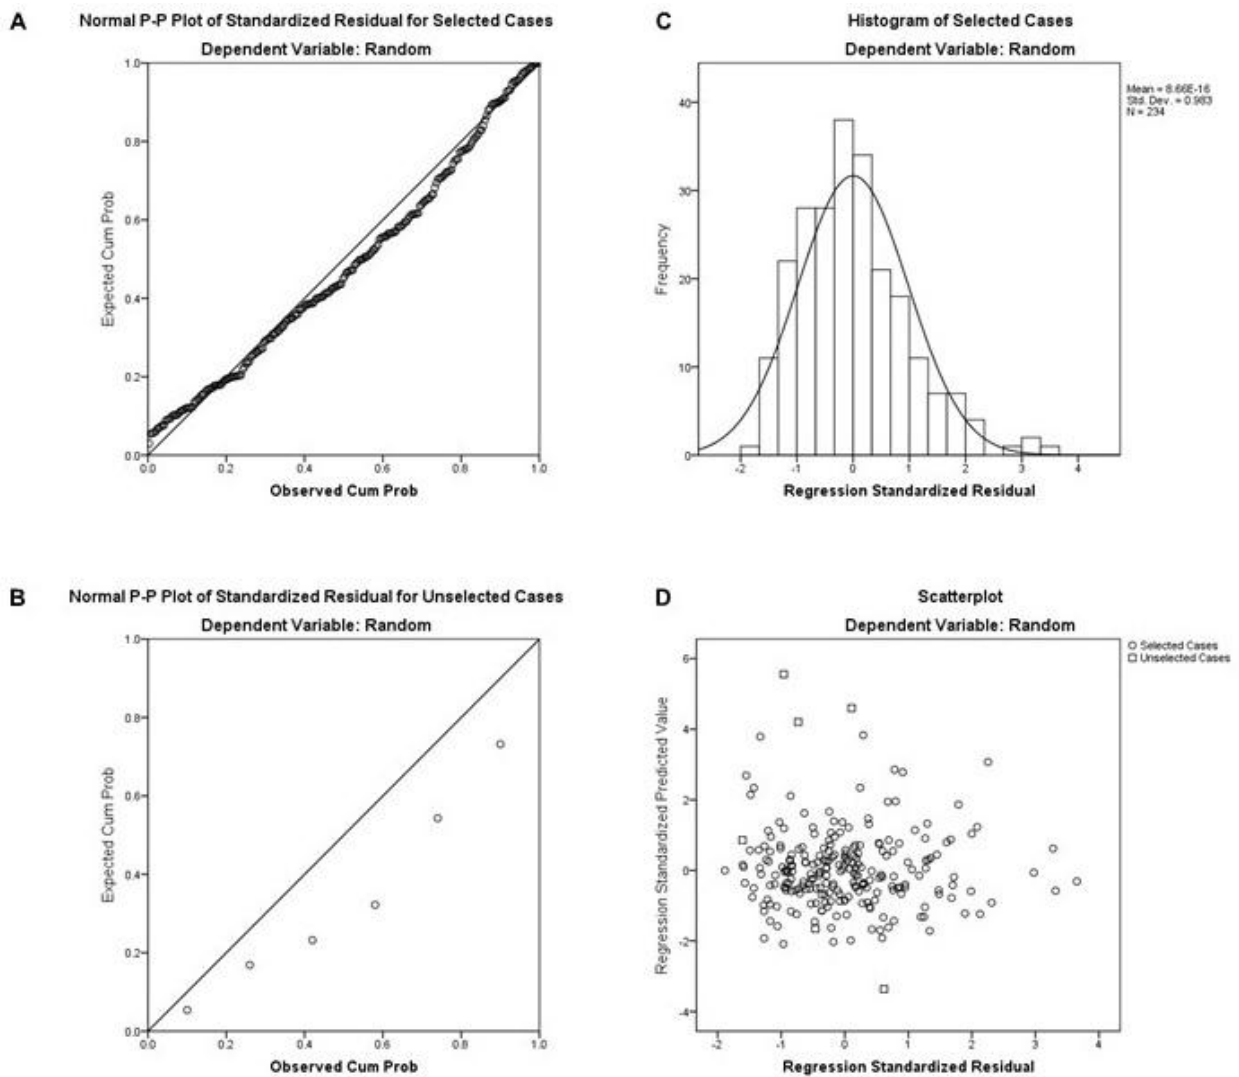 A
Normal P-P Plot of Standardized Residual for Selected Cases
Dependent Variable: Random
1.0
0.8
0.6
0.4
0.2
0.0
Expected Cum Prob
0.0 0.2 0.4 0.6 0.8 1.0
Observed Cum Prob
C
Histogram of Selected Cases
Dependent Variable: Random
Mean = 8.66E-16
Std. Dev. = 0.983
N = 234
40
30
20
10
0
Frequency
-2 -1 0 1 2 3 4
Regression Standardized Residual
B
Normal P-P Plot of Standardized Residual for Unselected Cases
Dependent Variable: Random
1.0
0.8
0.6
0.4
0.2
0.0
Expected Cum Prob
0.0 0.2 0.4 0.6 0.8 1.0
Observed Cum Prob
D
Scatterplot
Dependent Variable: Random
Selected Cases
Unselected Cases
6
4
2
0
-2
-4
Regression Standardized Predicted Value
-2 -1 0 1 2 3 4
Regression Standardized Residual